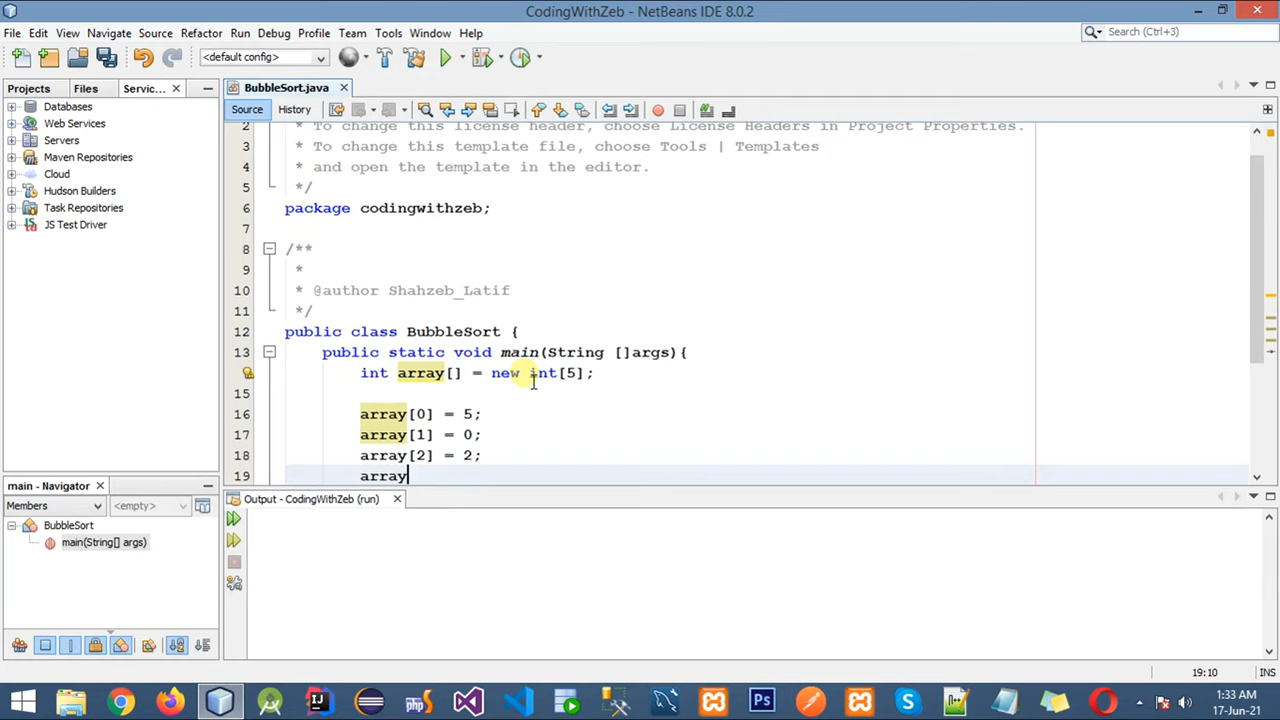 CodingWithZeb - NetBeans IDE 8.0.2
File Edit View Navigate Source Refactor Run Debug Profile Team Tools Window Help
Search (Ctrl+3)
<default config>
Projects Files Servic...
BubbleSort.java
Source History
Databases
Web Services
Servers
Maven Repositories
Cloud
Hudson Builders
Task Repositories
JS Test Driver
2 * To change this license header, choose License Headers in Project Properties.
3 * To change this template file, choose Tools | Templates
4 * and open the template in the editor.
5 */
6 package codingwithzeb;
7
8 /**
9 *
10 * @author Shahzeb_Latif
11 */
12 public class BubbleSort {
13 public static void main(String []args){
int array[] = new int[5];
15
16 array[0] = 5;
17 array[1] = 0;
18 array[2] = 2;
19 array
main - Navigator
Members <empty>
BubbleSort
main(String[] args)
Output - CodingWithZeb (run)
19:10 INS
php
Ps
1:33 AM
17-Jun-21